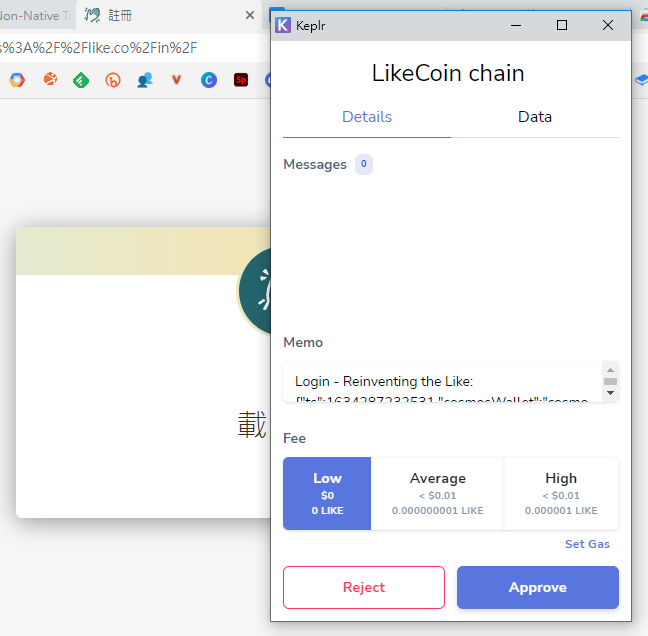 Non-Native T
註冊
s%3A%2F%2Flike.co%2Fin%2F
載
Keplr
LikeCoin chain
Details
Data
Messages 0
Memo
Login - Reinventing the Like:
{"ts":1634287232531,"cosmosWallet":"cosmo
Fee
Low
$0
0 LIKE
Average
< $0.01
0.000000001 LIKE
High
< $0.01
0.000001 LIKE
Set Gas
Reject
Approve